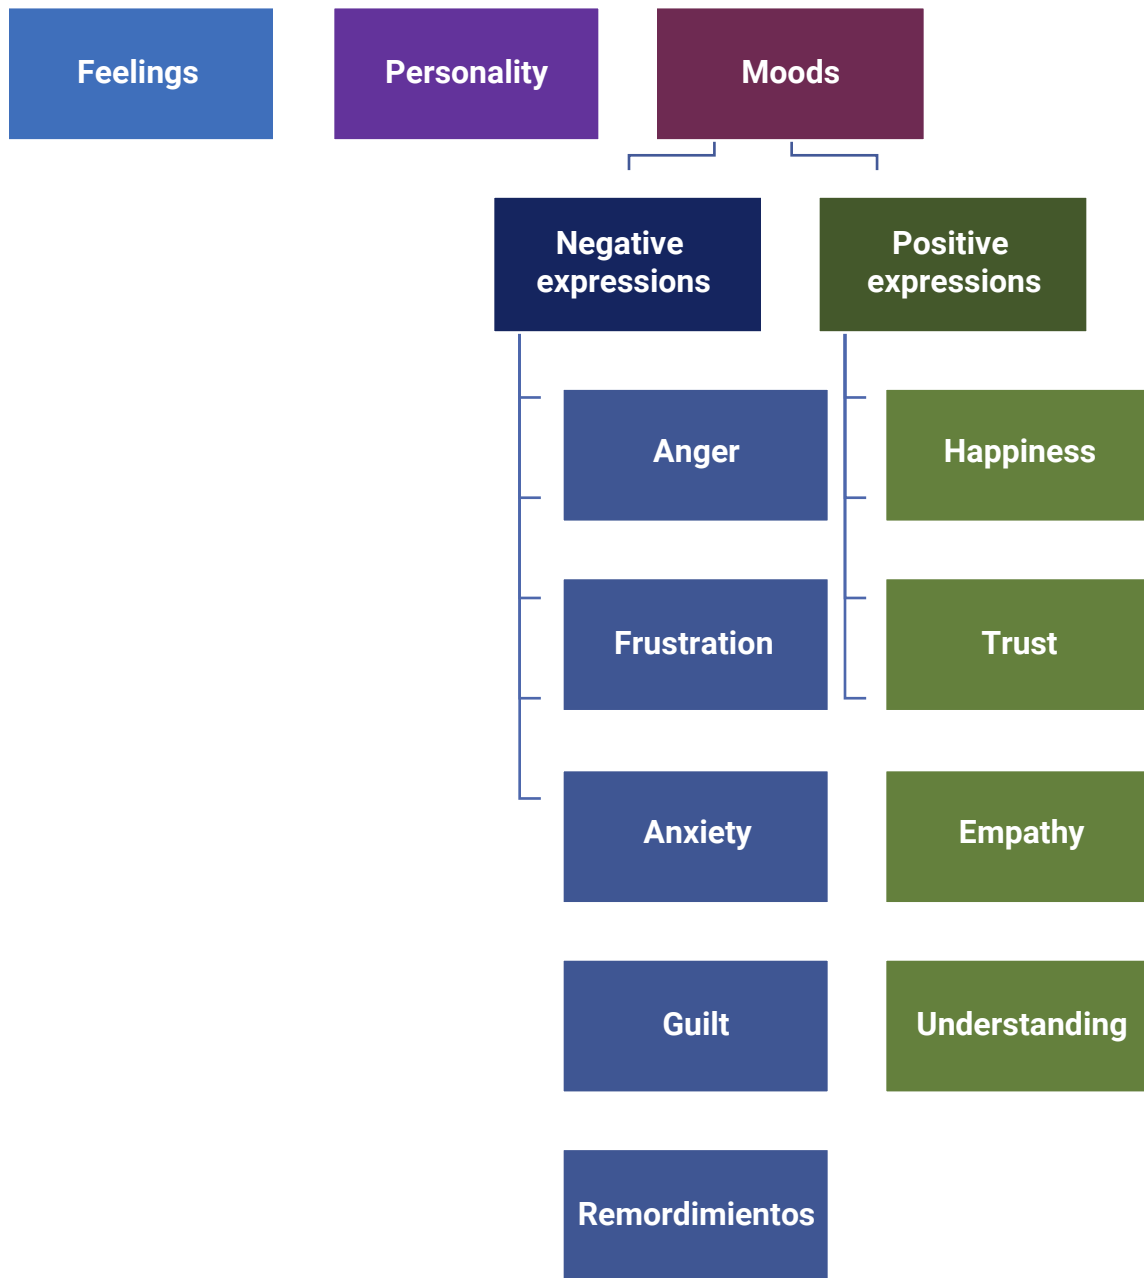 Feelings
Personality
Moods
Negative
expressions
Positive
expressions
Anger
Happiness
Frustration
Trust
Anxiety
Empathy
Guilt
Understanding
Remordimientos